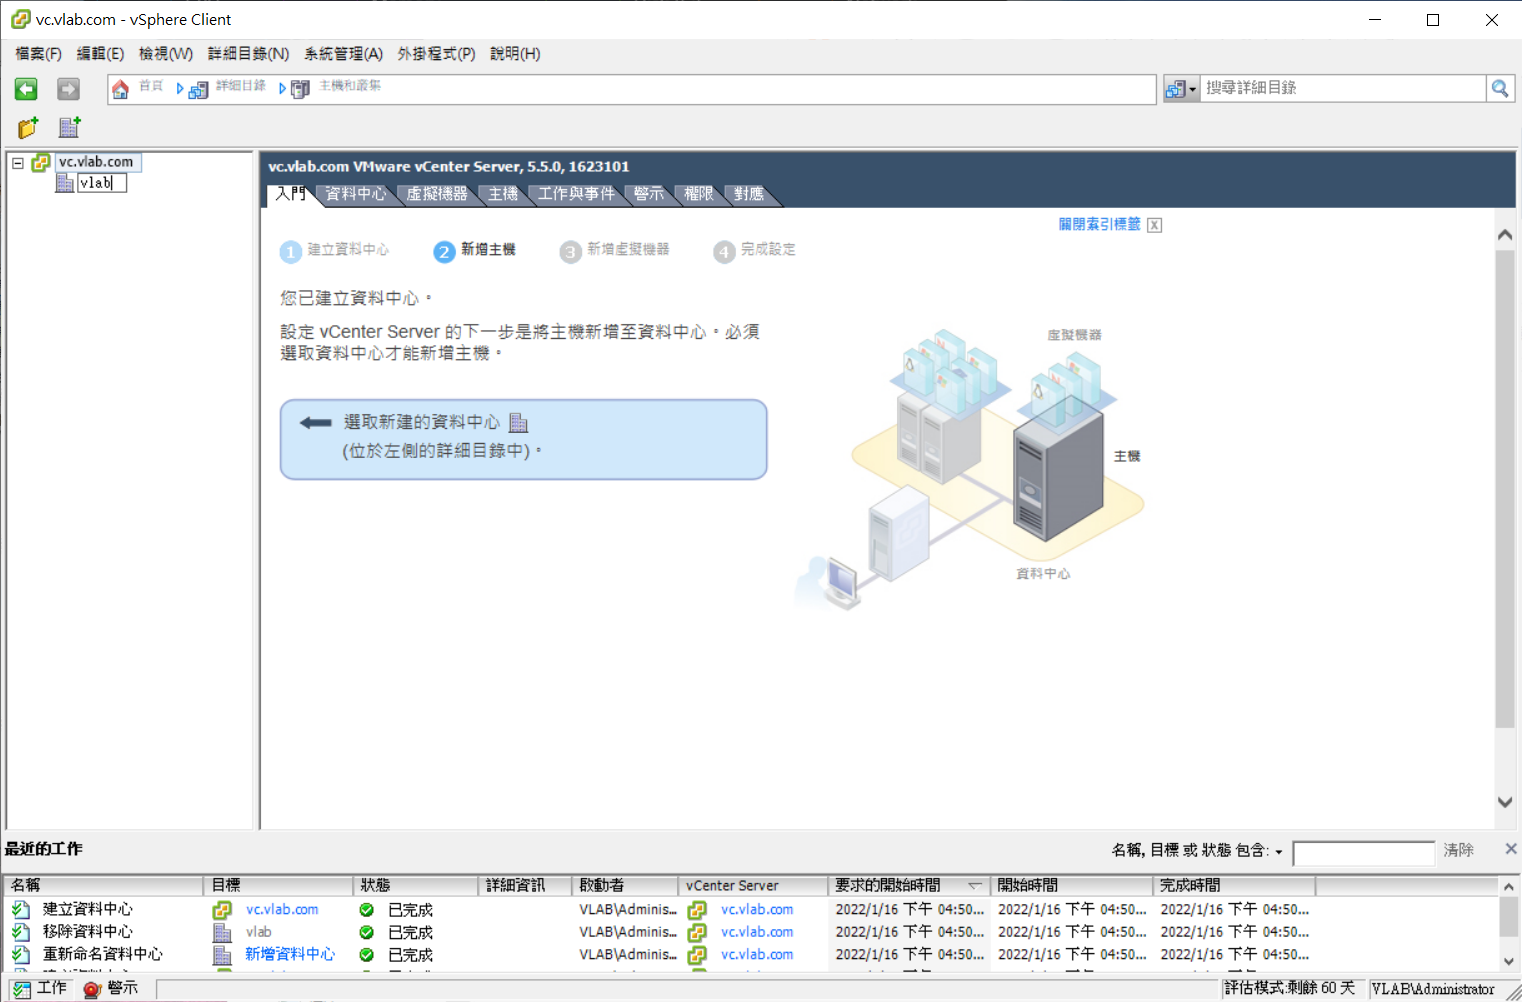 vc.vlab.com - vSphere Client
檔案(F) 編輯(E) 檢視(W) 詳細目錄(N) 系統管理(A) 外掛程式(P) 說明(H)
首頁 詳細目錄 主機和叢集 搜尋詳細目錄
vc.vlab.com
vlab
vc.vlab.com VMware vCenter Server, 5.5.0, 1623101
入門 資料中心 虛擬機器 主機 工作與事件 警示 權限 對應
關閉索引標籤 X
1 建立資料中心 2 新增主機 3 新增虛擬機器 4 完成設定
您已建立資料中心。
設定 vCenter Server 的下一步是將主機新增至資料中心。必須
選取資料中心才能新增主機。
選取新建的資料中心
(位於左側的詳細目錄中)。
虛擬機器
主機
資料中心
最近的工作 名稱, 目標 或 狀態 包含: 清除
名稱 目標 狀態 詳細資訊 啟動者 vCenter Server 要求的開始時間 開始時間 完成時間
建立資料中心 vc.vlab.com 已完成 VLAB\Adminis... vc.vlab.com 2022/1/16 下午 04:50... 2022/1/16 下午 04:50... 2022/1/16 下午 04:50...
移除資料中心 vlab 已完成 VLAB\Adminis... vc.vlab.com 2022/1/16 下午 04:50... 2022/1/16 下午 04:50... 2022/1/16 下午 04:50...
重新命名資料中心 新增資料中心 已完成 VLAB\Adminis... vc.vlab.com 2022/1/16 下午 04:50... 2022/1/16 下午 04:50... 2022/1/16 下午 04:50...
工作 警示 評估模式:剩餘 60 天 VLAB\Administrator